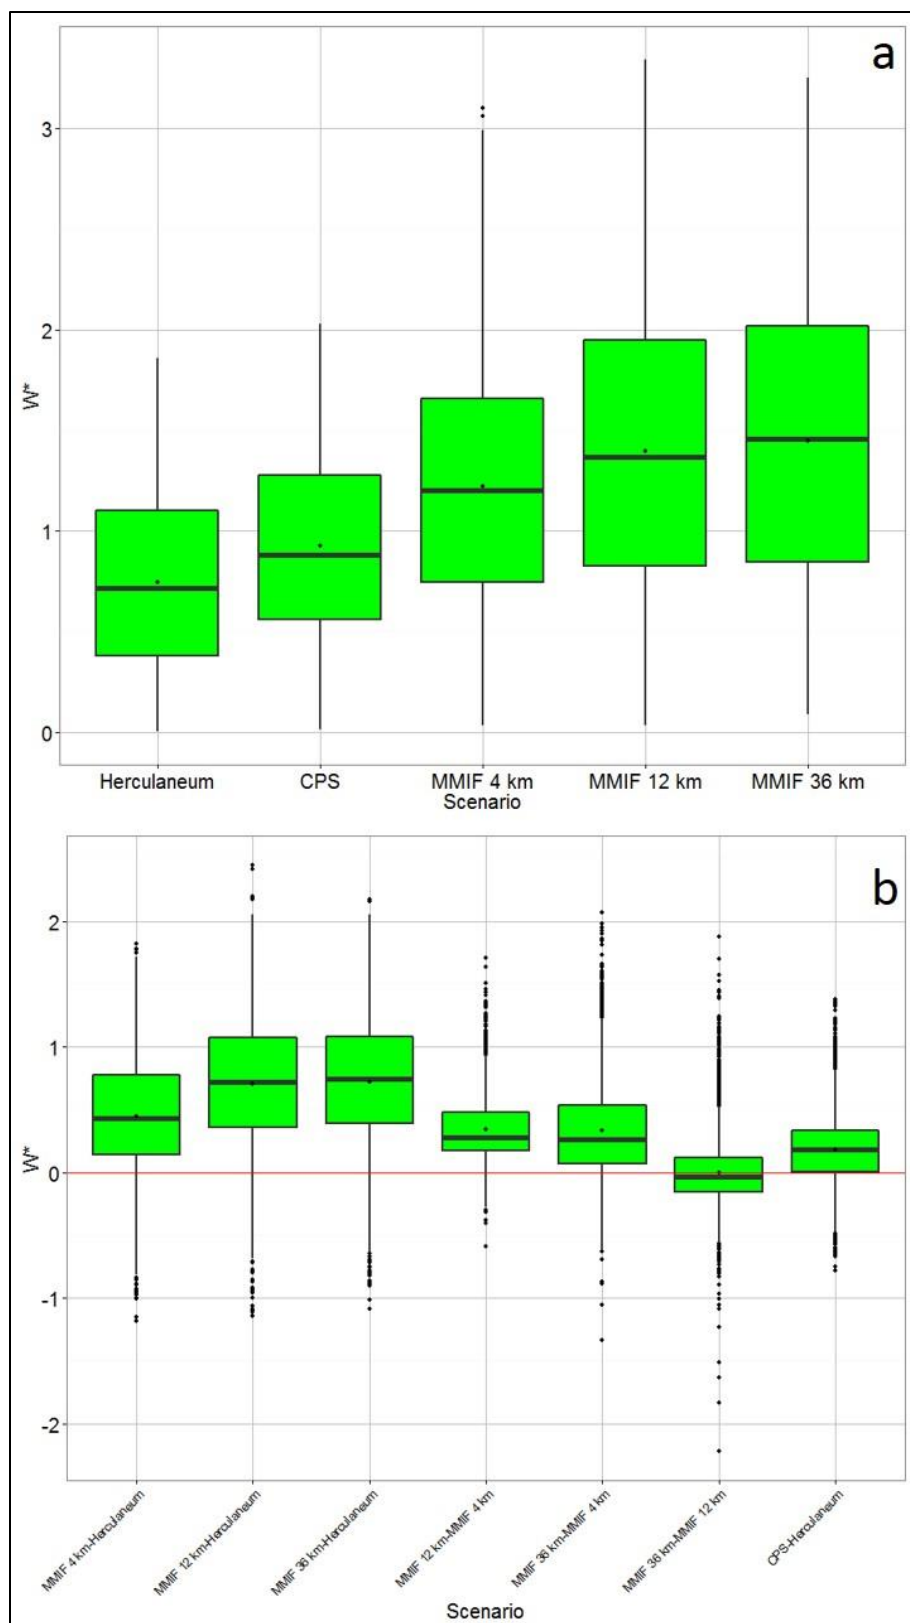 a
3
2
W*
1
0
Herculaneum CPS MMIF 4 km MMIF 12 km MMIF 36 km
Scenario
b
2
1
W*
0
-1
-2
MMIF 4 km-Herculaneum
MMIF 12 km-Herculaneum
MMIF 36 km-Herculaneum
MMIF 12 km-MMIF 4 km
MMIF 36 km-MMIF 4 km
MMIF 36 km-MMIF 12 km
CPS-Herculaneum
Scenario